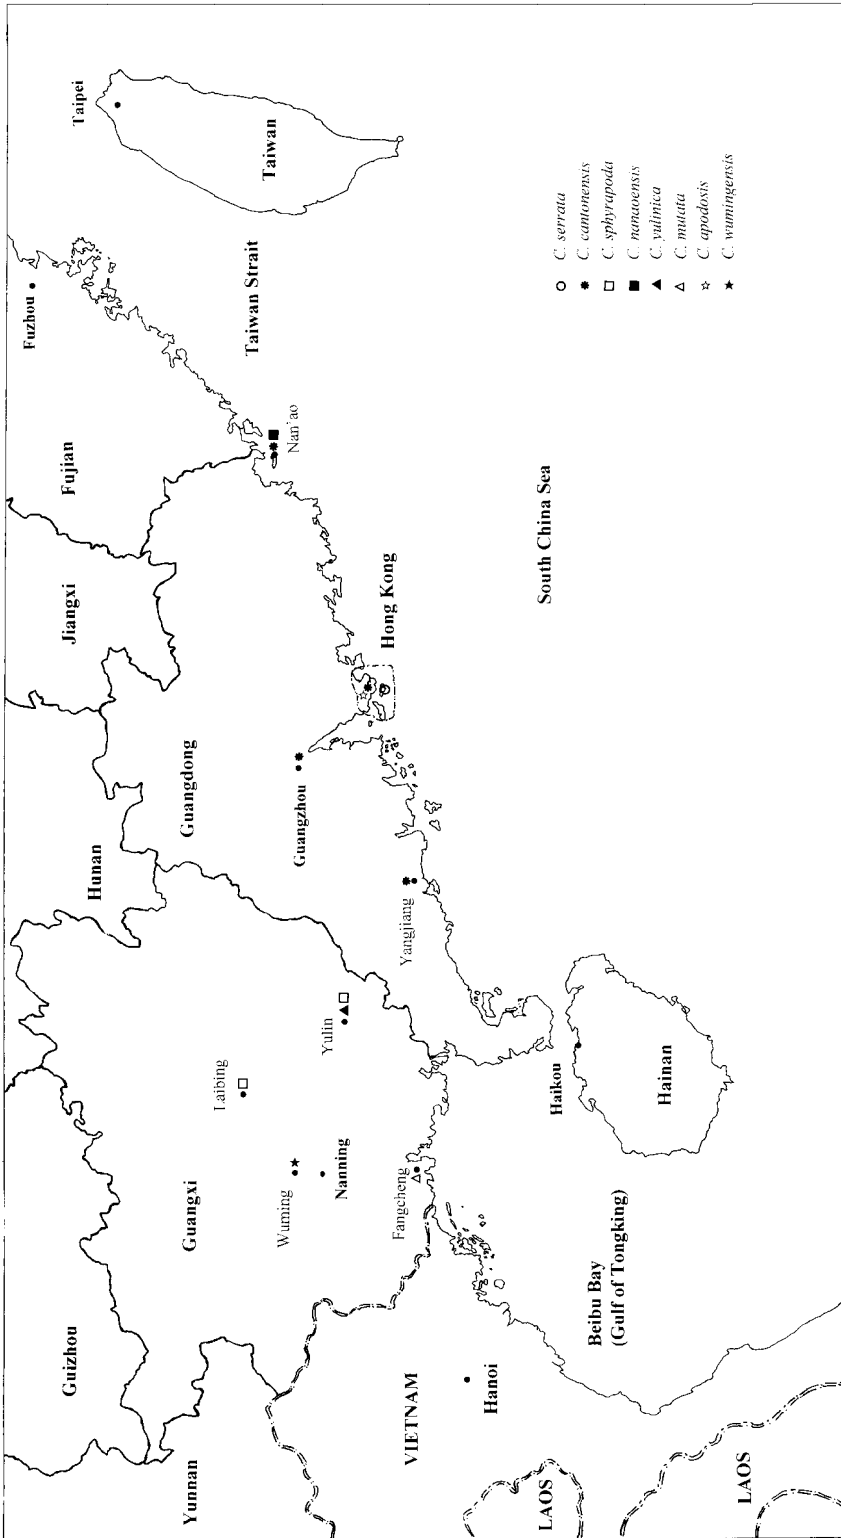 Taipei
Taiwan
Fuzhou
Taiwan Strait
Fujian
Nan'ao
Jiangxi
Hong Kong
South China Sea
Guangdong
Guangzhou
Hunan
Yangjiang
Yulin
Laibing
Haikou
Hainan
Wuming
Nanning
Guangxi
Fangcheng
Beibu Bay
(Gulf of Tongking)
Guizhou
Yunnan
VIETNAM
Hanoi
LAOS
LAOS
C. serrata
C. cantonensis
C. sphyrapoda
C. nanaoensis
C. yulinica
C. mutata
C. apodosis
C. wumingensis